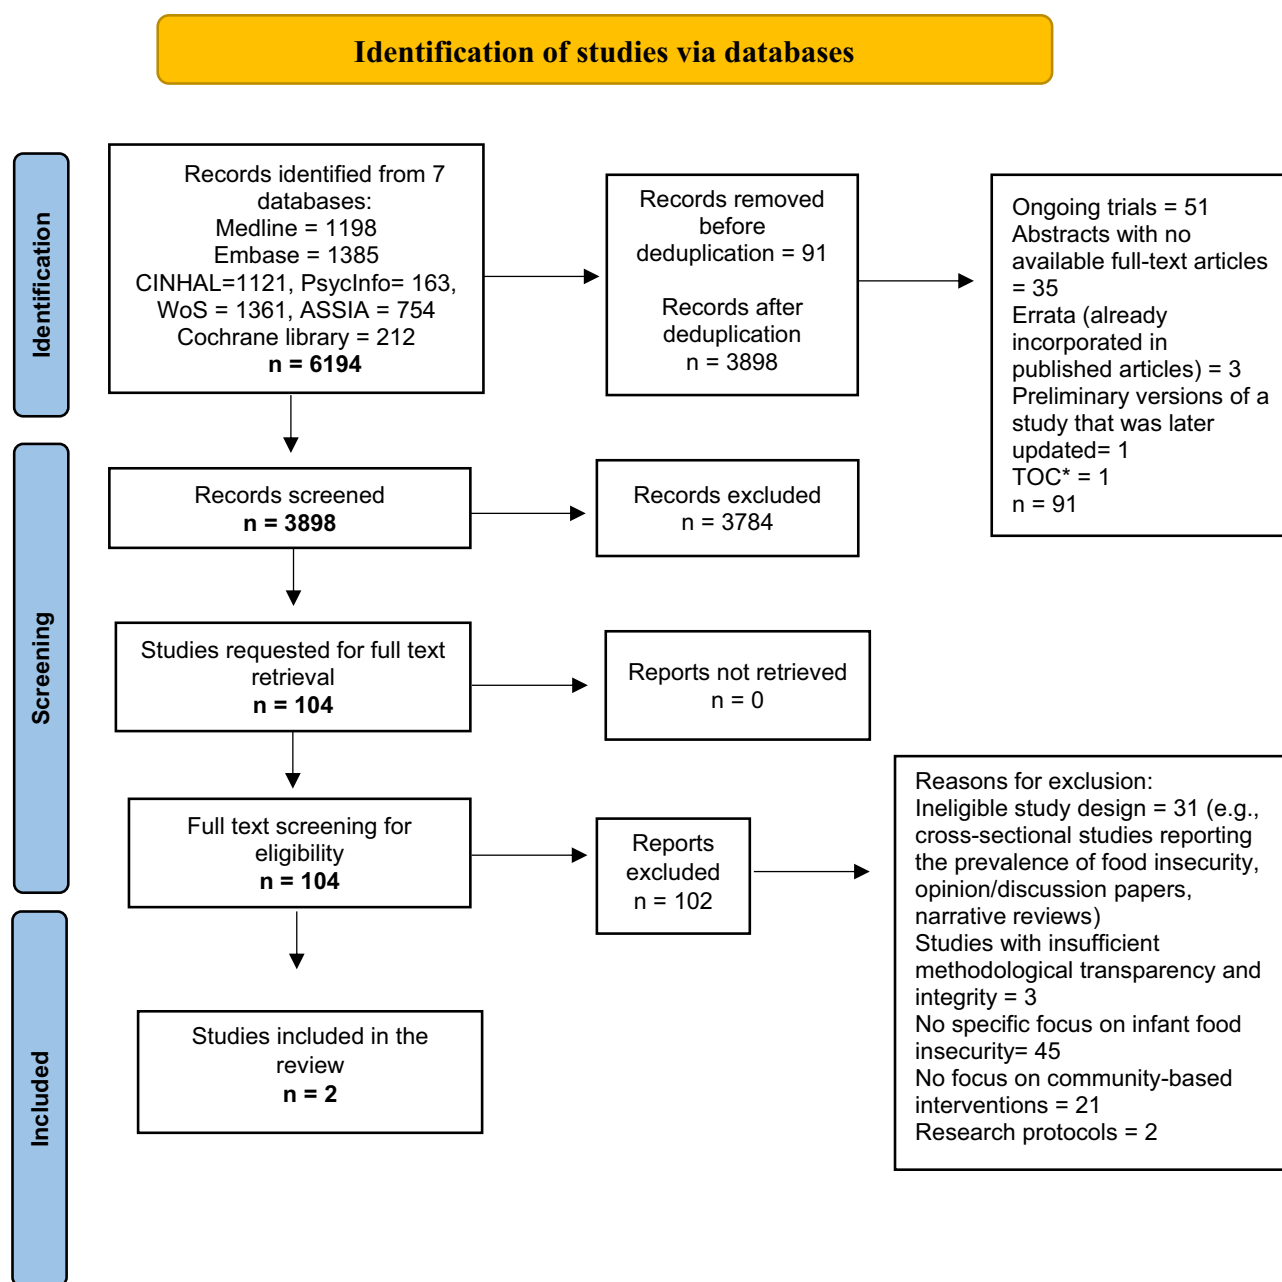 Identification of studies via databases
Identification
Records identified from 7
databases:
Medline = 1198
Embase = 1385
CINHAL=1121, PsycInfo= 163,
WoS = 1361, ASSIA = 754
Cochrane library = 212
n = 6194
Records removed
before
deduplication = 91
Records after
deduplication
n = 3898
Ongoing trials = 51
Abstracts with no
available full-text articles
= 35
Errata (already
incorporated in
published articles) = 3
Preliminary versions of a
study that was later
updated= 1
TOC* = 1
n = 91
Screening
Records screened
n = 3898
Records excluded
n = 3784
Studies requested for full text
retrieval
n = 104
Reports not retrieved
n = 0
Full text screening for
eligibility
n = 104
Reports
excluded
n = 102
Reasons for exclusion:
Ineligible study design = 31 (e.g.,
cross-sectional studies reporting
the prevalence of food insecurity,
opinion/discussion papers,
narrative reviews)
Studies with insufficient
methodological transparency and
integrity = 3
No specific focus on infant food
insecurity= 45
No focus on community-based
interventions = 21
Research protocols = 2
Included
Studies included in the
review
n = 2